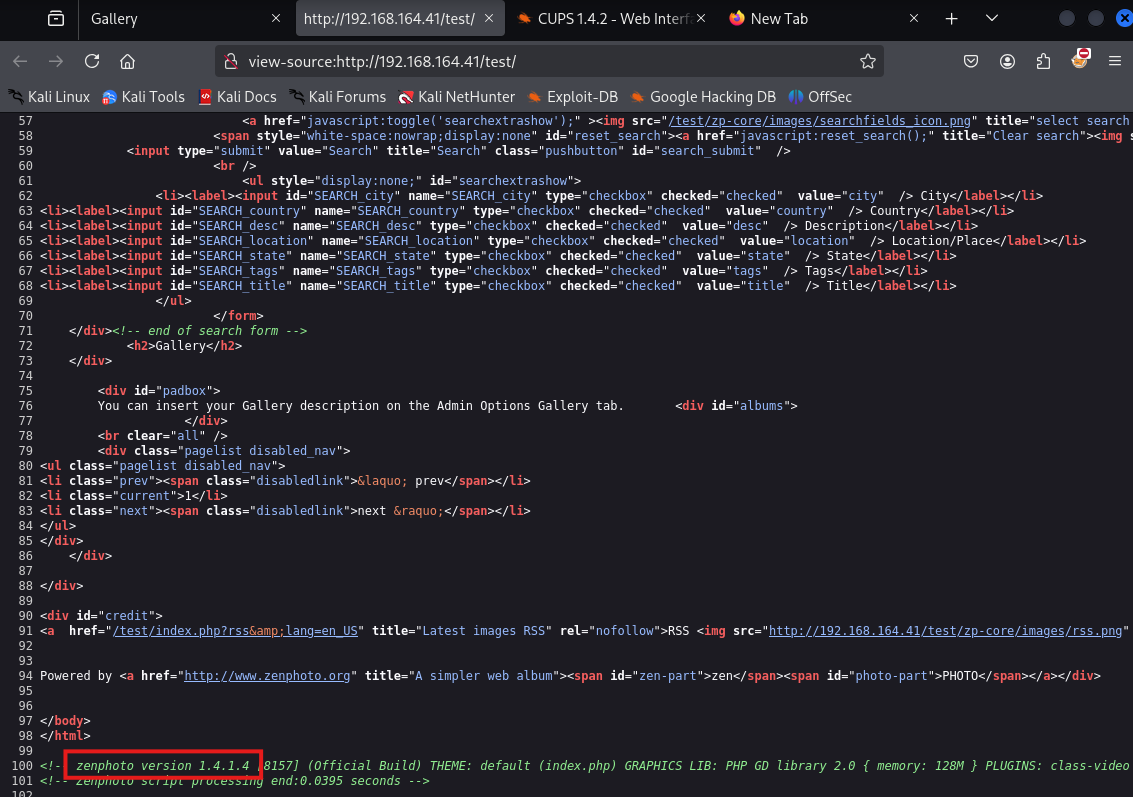 Gallery
http://192.168.164.41/test/
CUPS 1.4.2 - Web Interf
New Tab
view-source:http://192.168.164.41/test/
Kali Linux Kali Tools Kali Docs Kali Forums Kali NetHunter Exploit-DB Google Hacking DB OffSec
57 <a href="javascript:toggle('searchextrashow');" ><img src="/test/zp-core/images/searchfields_icon.png" title="select search
58 <span style="white-space:nowrap;display:none" id="reset_search"><a href="javascript:reset_search();" title="Clear search"><img s
59 <input type="submit" value="Search" title="Search" class="pushbutton" id="search_submit" />
60 <br />
61 <ul style="display:none;" id="searchextrashow">
62 <li><label><input id="SEARCH_city" name="SEARCH_city" type="checkbox" checked="checked" value="city" /> City</label></li>
63 <li><label><input id="SEARCH_country" name="SEARCH_country" type="checkbox" checked="checked" value="country" /> Country</label></li>
64 <li><label><input id="SEARCH_desc" name="SEARCH_desc" type="checkbox" checked="checked" value="desc" /> Description</label></li>
65 <li><label><input id="SEARCH_location" name="SEARCH_location" type="checkbox" checked="checked" value="location" /> Location/Place</label></li>
66 <li><label><input id="SEARCH_state" name="SEARCH_state" type="checkbox" checked="checked" value="state" /> State</label></li>
67 <li><label><input id="SEARCH_tags" name="SEARCH_tags" type="checkbox" checked="checked" value="tags" /> Tags</label></li>
68 <li><label><input id="SEARCH_title" name="SEARCH_title" type="checkbox" checked="checked" value="title" /> Title</label></li>
69 </ul>
70 </form>
71 </div><!-- end of search form -->
72 <h2>Gallery</h2>
73 </div>
74
75 <div id="padbox">
76 You can insert your Gallery description on the Admin Options Gallery tab. <div id="albums">
77 </div>
78 <br clear="all" />
79 <div class="pagelist disabled_nav">
80 <ul class="pagelist disabled_nav">
81 <li class="prev"><span class="disabledlink">&laquo; prev</span></li>
82 <li class="current">1</li>
83 <li class="next"><span class="disabledlink">next &raquo;</span></li>
84 </ul>
85 </div>
86 </div>
87
88 </div>
89
90 <div id="credit">
91 <a href="/test/index.php?rss&amp;lang=en_US" title="Latest images RSS" rel="nofollow">RSS <img src="http://192.168.164.41/test/zp-core/images/rss.png"
92
93
94 Powered by <a href="http://www.zenphoto.org" title="A simpler web album"><span id="zen-part">zen</span><span id="photo-part">PHOTO</span></a></div>
95
96
97 </body>
98 </html>
99
100 <!-- zenphoto version 1.4.1.4 [8157] (Official Build) THEME: default (index.php) GRAPHICS LIB: PHP GD library 2.0 { memory: 128M } PLUGINS: class-video
101 <!-- Zenphoto script processing end:0.0395 seconds -->
102